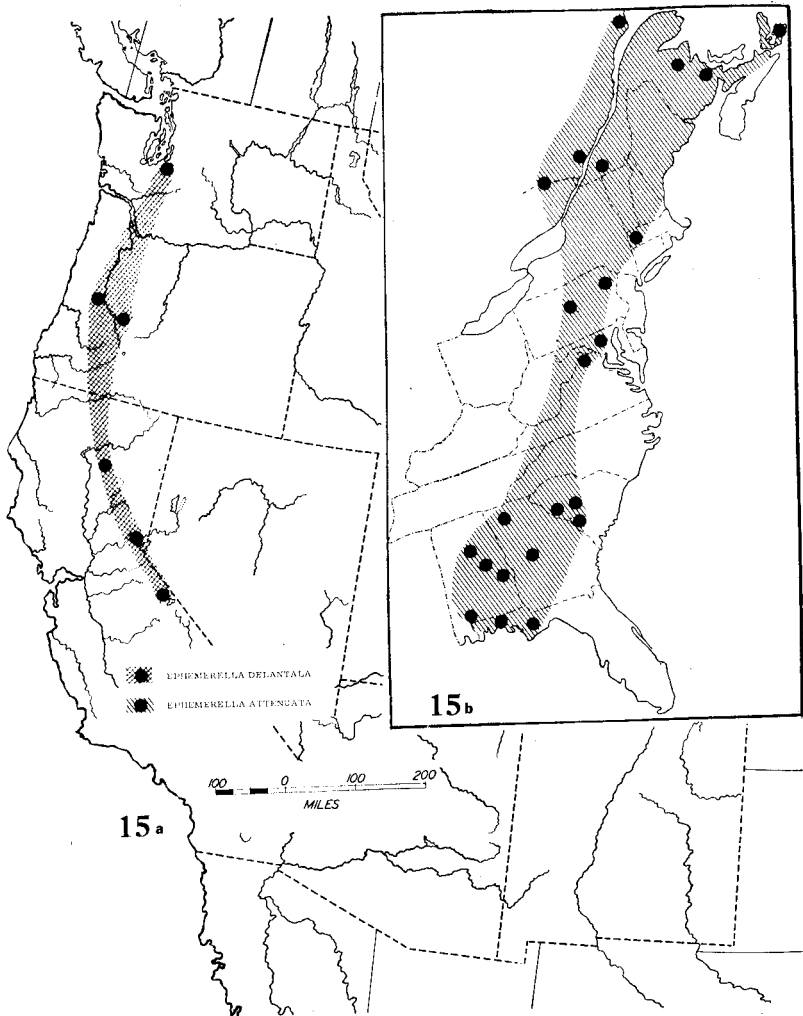 EPHEMERELLA DELANTALA
EPHEMERELLA ATTENUATA
15b
100 0 100 200
MILES
15a